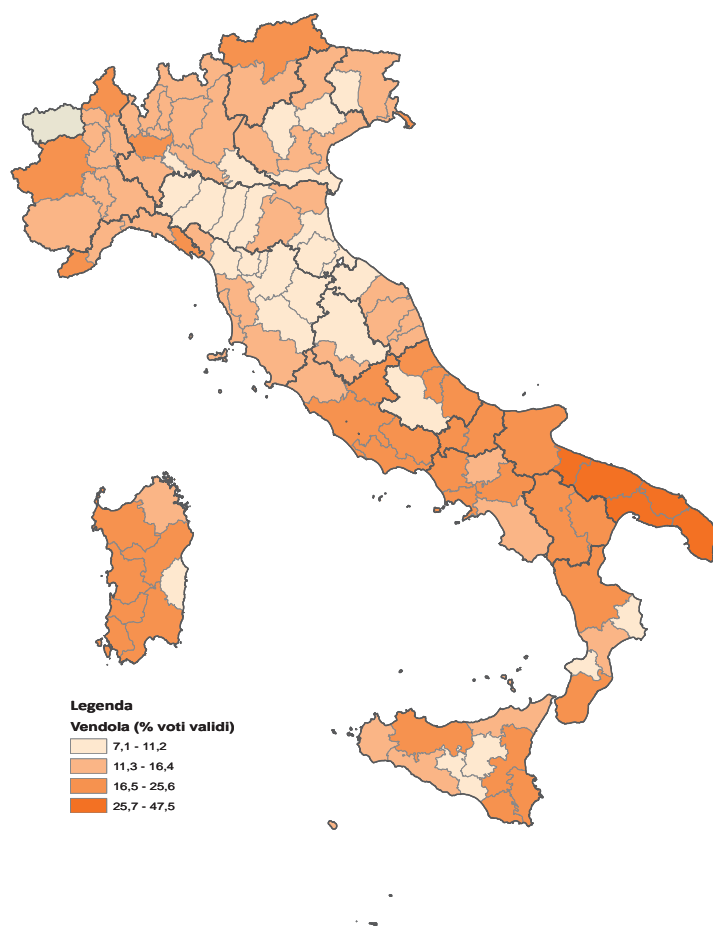 Legenda
Vendola (% voti validi)
7,1 - 11,2
11,3 - 16,4
16,5 - 25,6
25,7 - 47,5